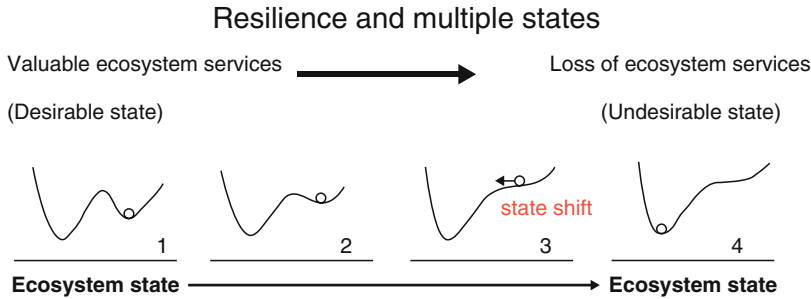 Resilience and multiple states
Valuable ecosystem services
Loss of ecosystem services
(Desirable state)
(Undesirable state)
state shift
1
2
3
4
Ecosystem state
Ecosystem state